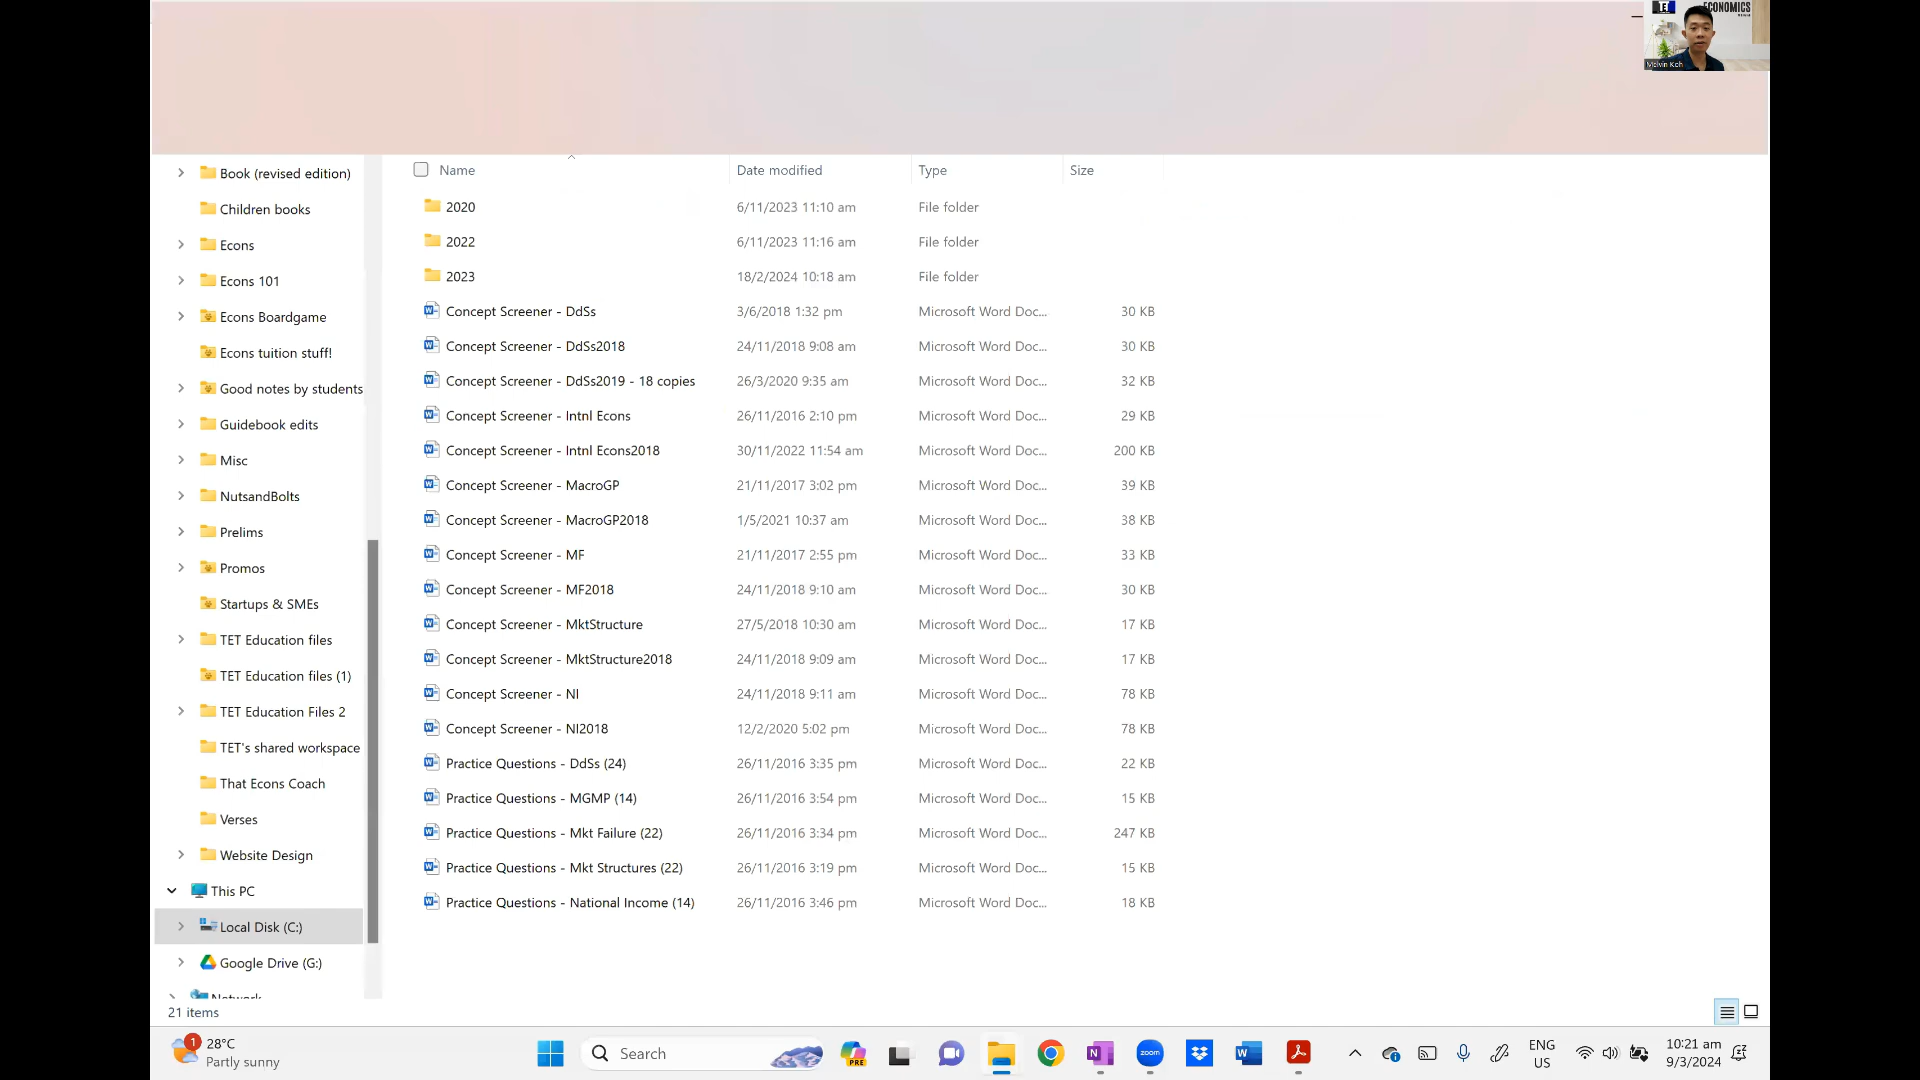 ECONOMICS
Melvin Koh
Name
Date modified
Type
Size
Book (revised edition)
Children books
Econs
Econs 101
Econs Boardgame
Econs tuition stuff!
Good notes by students
Guidebook edits
Misc
NutsandBolts
Prelims
Promos
Startups & SMEs
TET Education files
TET Education files (1)
TET Education Files 2
TET's shared workspace
That Econs Coach
Verses
Website Design
This PC
Local Disk (C:)
Google Drive (G:)
Network
2020 6/11/2023 11:10 am File folder
2022 6/11/2023 11:16 am File folder
2023 18/2/2024 10:18 am File folder
Concept Screener - DdSs 3/6/2018 1:32 pm Microsoft Word Doc... 30 KB
Concept Screener - DdSs2018 24/11/2018 9:08 am Microsoft Word Doc... 30 KB
Concept Screener - DdSs2019 - 18 copies 26/3/2020 9:35 am Microsoft Word Doc... 32 KB
Concept Screener - Intnl Econs 26/11/2016 2:10 pm Microsoft Word Doc... 29 KB
Concept Screener - Intnl Econs2018 30/11/2022 11:54 am Microsoft Word Doc... 200 KB
Concept Screener - MacroGP 21/11/2017 3:02 pm Microsoft Word Doc... 39 KB
Concept Screener - MacroGP2018 1/5/2021 10:37 am Microsoft Word Doc... 38 KB
Concept Screener - MF 21/11/2017 2:55 pm Microsoft Word Doc... 33 KB
Concept Screener - MF2018 24/11/2018 9:10 am Microsoft Word Doc... 30 KB
Concept Screener - MktStructure 27/5/2018 10:30 am Microsoft Word Doc... 17 KB
Concept Screener - MktStructure2018 24/11/2018 9:09 am Microsoft Word Doc... 17 KB
Concept Screener - NI 24/11/2018 9:11 am Microsoft Word Doc... 78 KB
Concept Screener - NI2018 12/2/2020 5:02 pm Microsoft Word Doc... 78 KB
Practice Questions - DdSs (24) 26/11/2016 3:35 pm Microsoft Word Doc... 22 KB
Practice Questions - MGMP (14) 26/11/2016 3:54 pm Microsoft Word Doc... 15 KB
Practice Questions - Mkt Failure (22) 26/11/2016 3:34 pm Microsoft Word Doc... 247 KB
Practice Questions - Mkt Structures (22) 26/11/2016 3:19 pm Microsoft Word Doc... 15 KB
Practice Questions - National Income (14) 26/11/2016 3:46 pm Microsoft Word Doc... 18 KB
21 items
1
28°C
Partly sunny
Search
PRE
zoom
ENG
US
10:21 am
9/3/2024